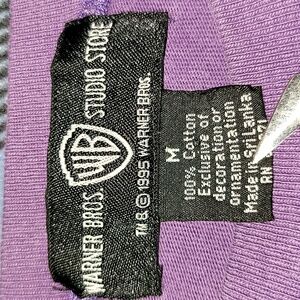 WARNER BROS. STUDIO STORE
WB
TM & © 1995 WARNER BROS.
M
100% Cotton
Exclusive of
decoration or
ornamentation
Made in Sri Lanka
RN